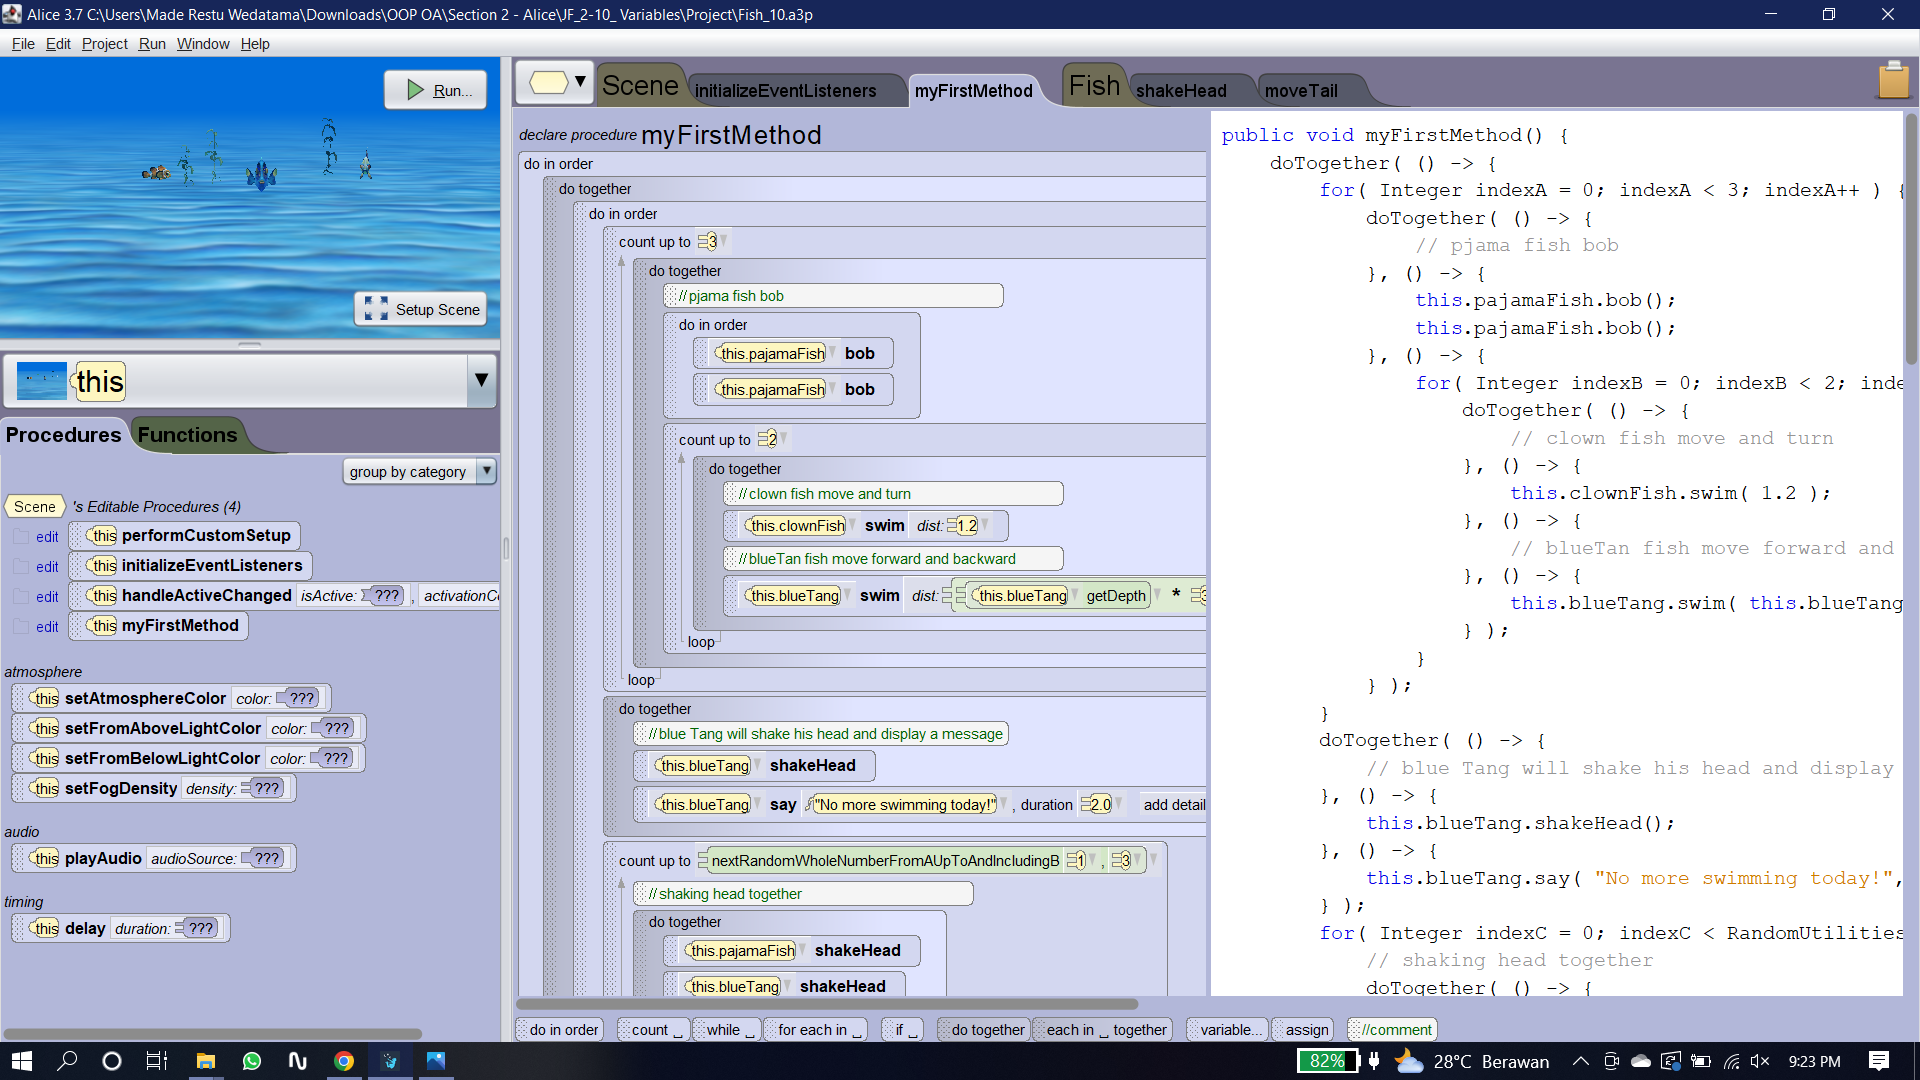 Alice 3.7 C:\Users\Made Restu Wedatama\Downloads\OOP OA\Section 2 - Alice\JF_2-10_ Variables\Project\Fish_10.a3p
File Edit Project Run Window Help
Run...
Setup Scene
this
Procedures Functions
group by category
Scene 's Editable Procedures (4)
edit this performCustomSetup
edit this initializeEventListeners
edit this handleActiveChanged isActive: ??? , activationCo
edit this myFirstMethod
atmosphere
this setAtmosphereColor color: ???
this setFromAboveLightColor color: ???
this setFromBelowLightColor color: ???
this setFogDensity density: ???
audio
this playAudio audioSource: ???
timing
this delay duration: ???
Scene initializeEventListeners myFirstMethod Fish shakeHead moveTail
declare procedure myFirstMethod
do in order
do together
do in order
count up to 3
do together
//pjama fish bob
do in order
this.pajamaFish bob
this.pajamaFish bob
count up to 2
do together
//clown fish move and turn
this.clownFish swim dist: 1.2
//blueTan fish move forward and backward
this.blueTang swim dist: this.blueTang getDepth * 3
loop
loop
do together
//blue Tang will shake his head and display a message
this.blueTang shakeHead
this.blueTang say "No more swimming today!" , duration 2.0 add detail
count up to nextRandomWholeNumberFromAUpToAndIncludingB 1 , 3
//shaking head together
do together
this.pajamaFish shakeHead
this.blueTang shakeHead
do in order count _ while _ for each in _ if _ do together each in _ together variable... assign //comment
public void myFirstMethod() {
doTogether( () -> {
for( Integer indexA = 0; indexA < 3; indexA++ ) {
doTogether( () -> {
// pjama fish bob
}, () -> {
this.pajamaFish.bob();
this.pajamaFish.bob();
}, () -> {
for( Integer indexB = 0; indexB < 2; inde
doTogether( () -> {
// clown fish move and turn
}, () -> {
this.clownFish.swim( 1.2 );
}, () -> {
// blueTan fish move forward and
}, () -> {
this.blueTang.swim( this.blueTang
} );
}
} );
}
doTogether( () -> {
// blue Tang will shake his head and display
}, () -> {
this.blueTang.shakeHead();
}, () -> {
this.blueTang.say( "No more swimming today!",
} );
for( Integer indexC = 0; indexC < RandomUtilities
// shaking head together
doTogether( () -> {
82% 28°C Berawan 9:23 PM